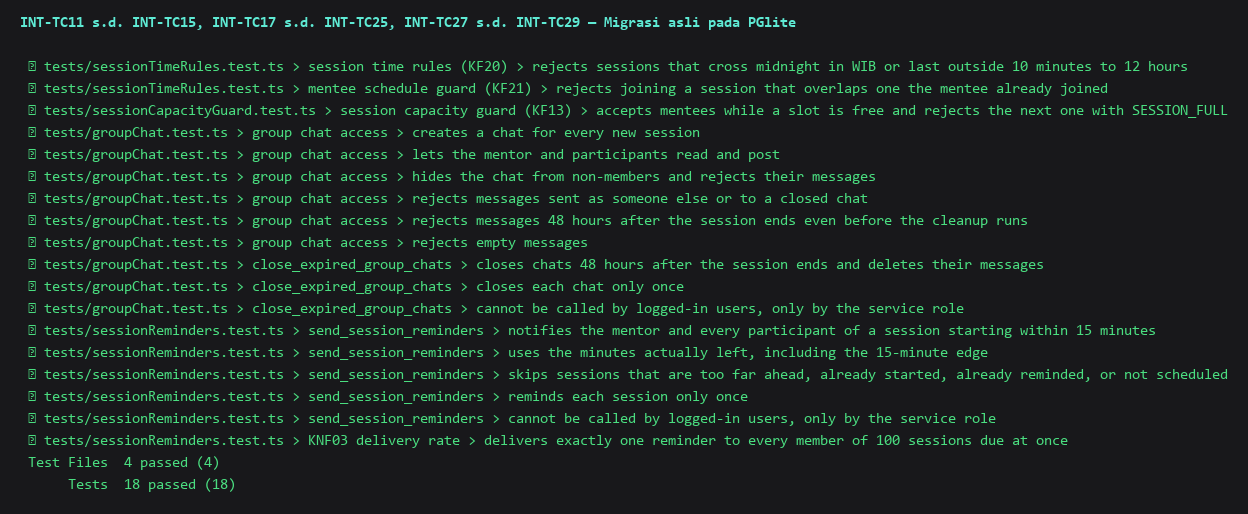 INT-TC11 s.d. INT-TC15, INT-TC17 s.d. INT-TC25, INT-TC27 s.d. INT-TC29 — Migrasi asli pada PGlite
tests/sessionTimeRules.test.ts > session time rules (KF20) > rejects sessions that cross midnight in WIB or last outside 10 minutes to 12 hours
tests/sessionTimeRules.test.ts > mentee schedule guard (KF21) > rejects joining a session that overlaps one the mentee already joined
tests/sessionCapacityGuard.test.ts > session capacity guard (KF13) > accepts mentees while a slot is free and rejects the next one with SESSION_FULL
tests/groupChat.test.ts > group chat access > creates a chat for every new session
tests/groupChat.test.ts > group chat access > lets the mentor and participants read and post
tests/groupChat.test.ts > group chat access > hides the chat from non-members and rejects their messages
tests/groupChat.test.ts > group chat access > rejects messages sent as someone else or to a closed chat
tests/groupChat.test.ts > group chat access > rejects messages 48 hours after the session ends even before the cleanup runs
tests/groupChat.test.ts > group chat access > rejects empty messages
tests/groupChat.test.ts > close_expired_group_chats > closes chats 48 hours after the session ends and deletes their messages
tests/groupChat.test.ts > close_expired_group_chats > closes each chat only once
tests/groupChat.test.ts > close_expired_group_chats > cannot be called by logged-in users, only by the service role
tests/sessionReminders.test.ts > send_session_reminders > notifies the mentor and every participant of a session starting within 15 minutes
tests/sessionReminders.test.ts > send_session_reminders > uses the minutes actually left, including the 15-minute edge
tests/sessionReminders.test.ts > send_session_reminders > skips sessions that are too far ahead, already started, already reminded, or not scheduled
tests/sessionReminders.test.ts > send_session_reminders > reminds each session only once
tests/sessionReminders.test.ts > send_session_reminders > cannot be called by logged-in users, only by the service role
tests/sessionReminders.test.ts > KNF03 delivery rate > delivers exactly one reminder to every member of 100 sessions due at once
Test Files  4 passed (4)
Tests  18 passed (18)